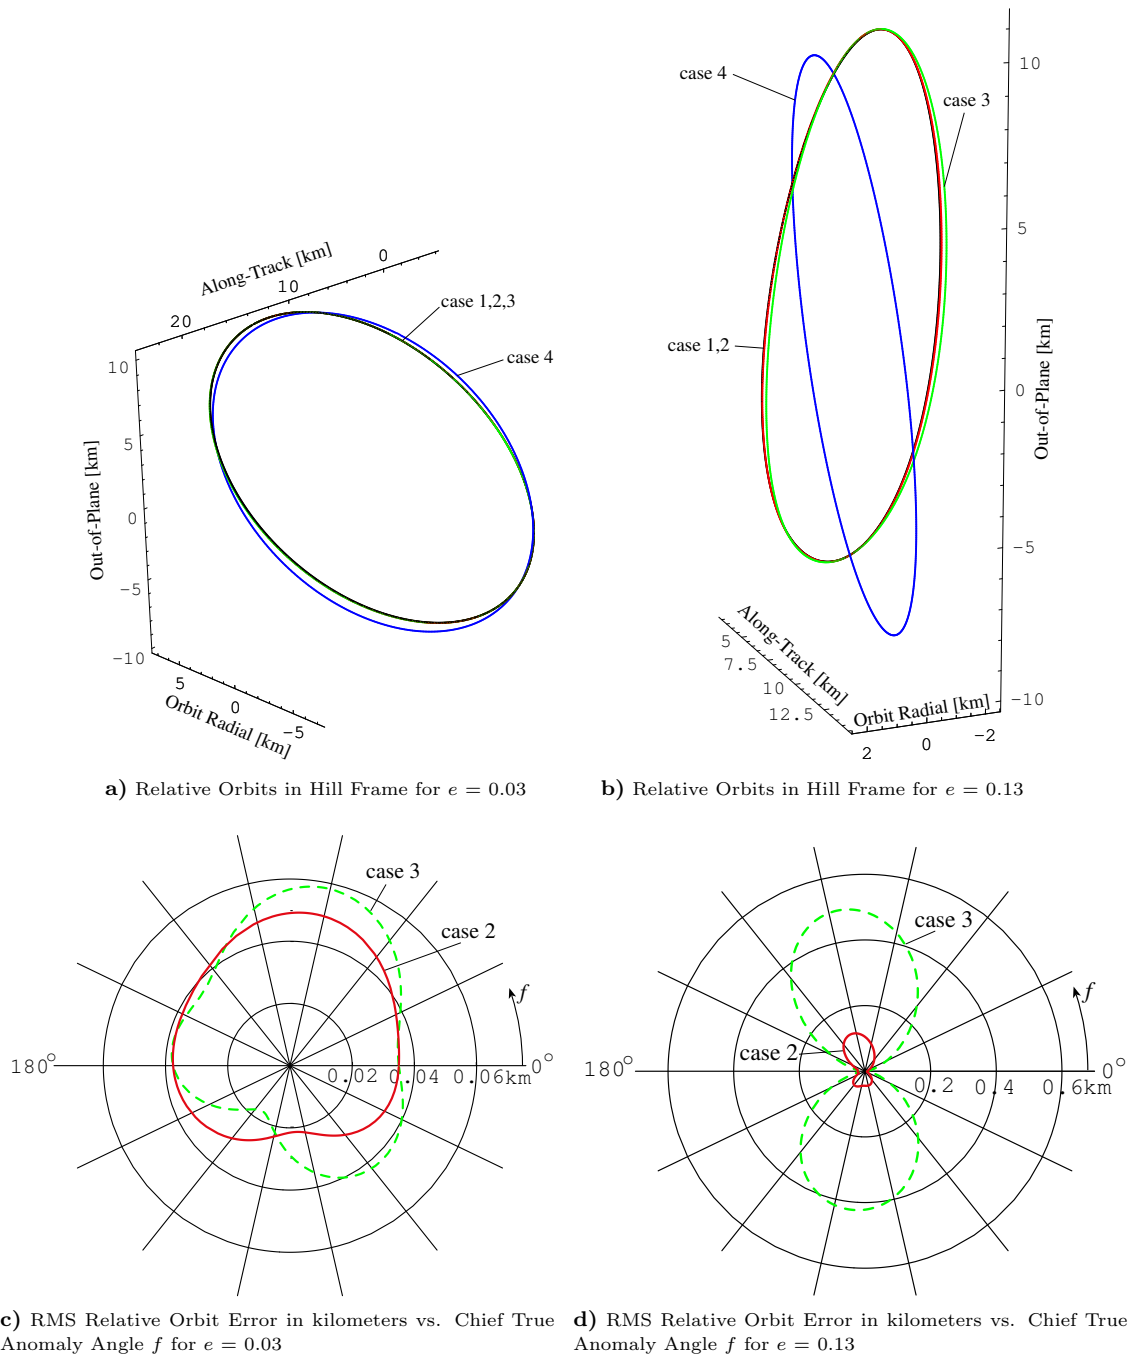 Along-Track [km]
0
10
20
case 1,2,3
case 4
10
5
0
−5
−10
Out-of-Plane [km]
5
0
−5
Orbit Radial [km]
a) Relative Orbits in Hill Frame for e = 0.03
case 4
case 3
case 1,2
10
5
0
−5
−10
Out-of-Plane [km]
Along-Track [km]
5
7.5
10
12.5
Orbit Radial [km]
2
0
−2
b) Relative Orbits in Hill Frame for e = 0.13
case 3
case 2
f
180°
0.02 0.04 0.06km
0°
c) RMS Relative Orbit Error in kilometers vs. Chief True
Anomaly Angle f for e = 0.03
case 3
case 2
f
180°
0.2 0.4 0.6km
0°
d) RMS Relative Orbit Error in kilometers vs. Chief True
Anomaly Angle f for e = 0.13